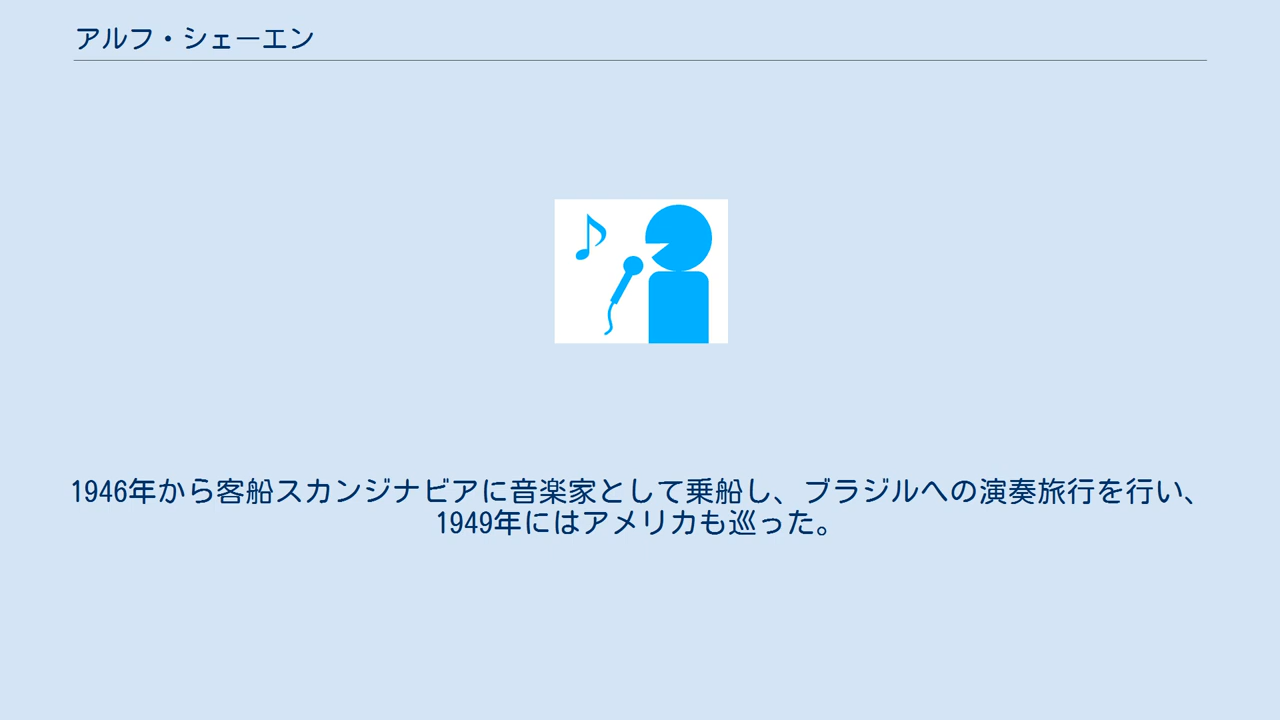 アルフ・シェーエン
1946年から客船スカンジナビアに音楽家として乗船し、ブラジルへの演奏旅行を行い、
1949年にはアメリカも巡った。